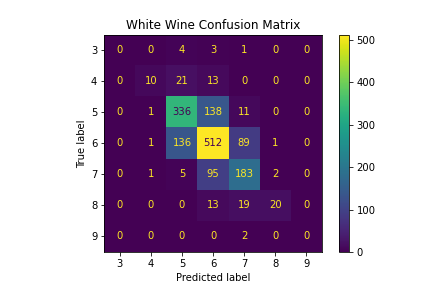 White Wine Confusion Matrix
True label
3 0 0 4 3 1 0 0
4 0 10 21 13 0 0 0
5 0 1 336 138 11 0 0
6 0 1 136 512 89 1 0
7 0 1 5 95 183 2 0
8 0 0 0 13 19 20 0
9 0 0 0 0 2 0 0
3 4 5 6 7 8 9
Predicted label
500
400
300
200
100
0